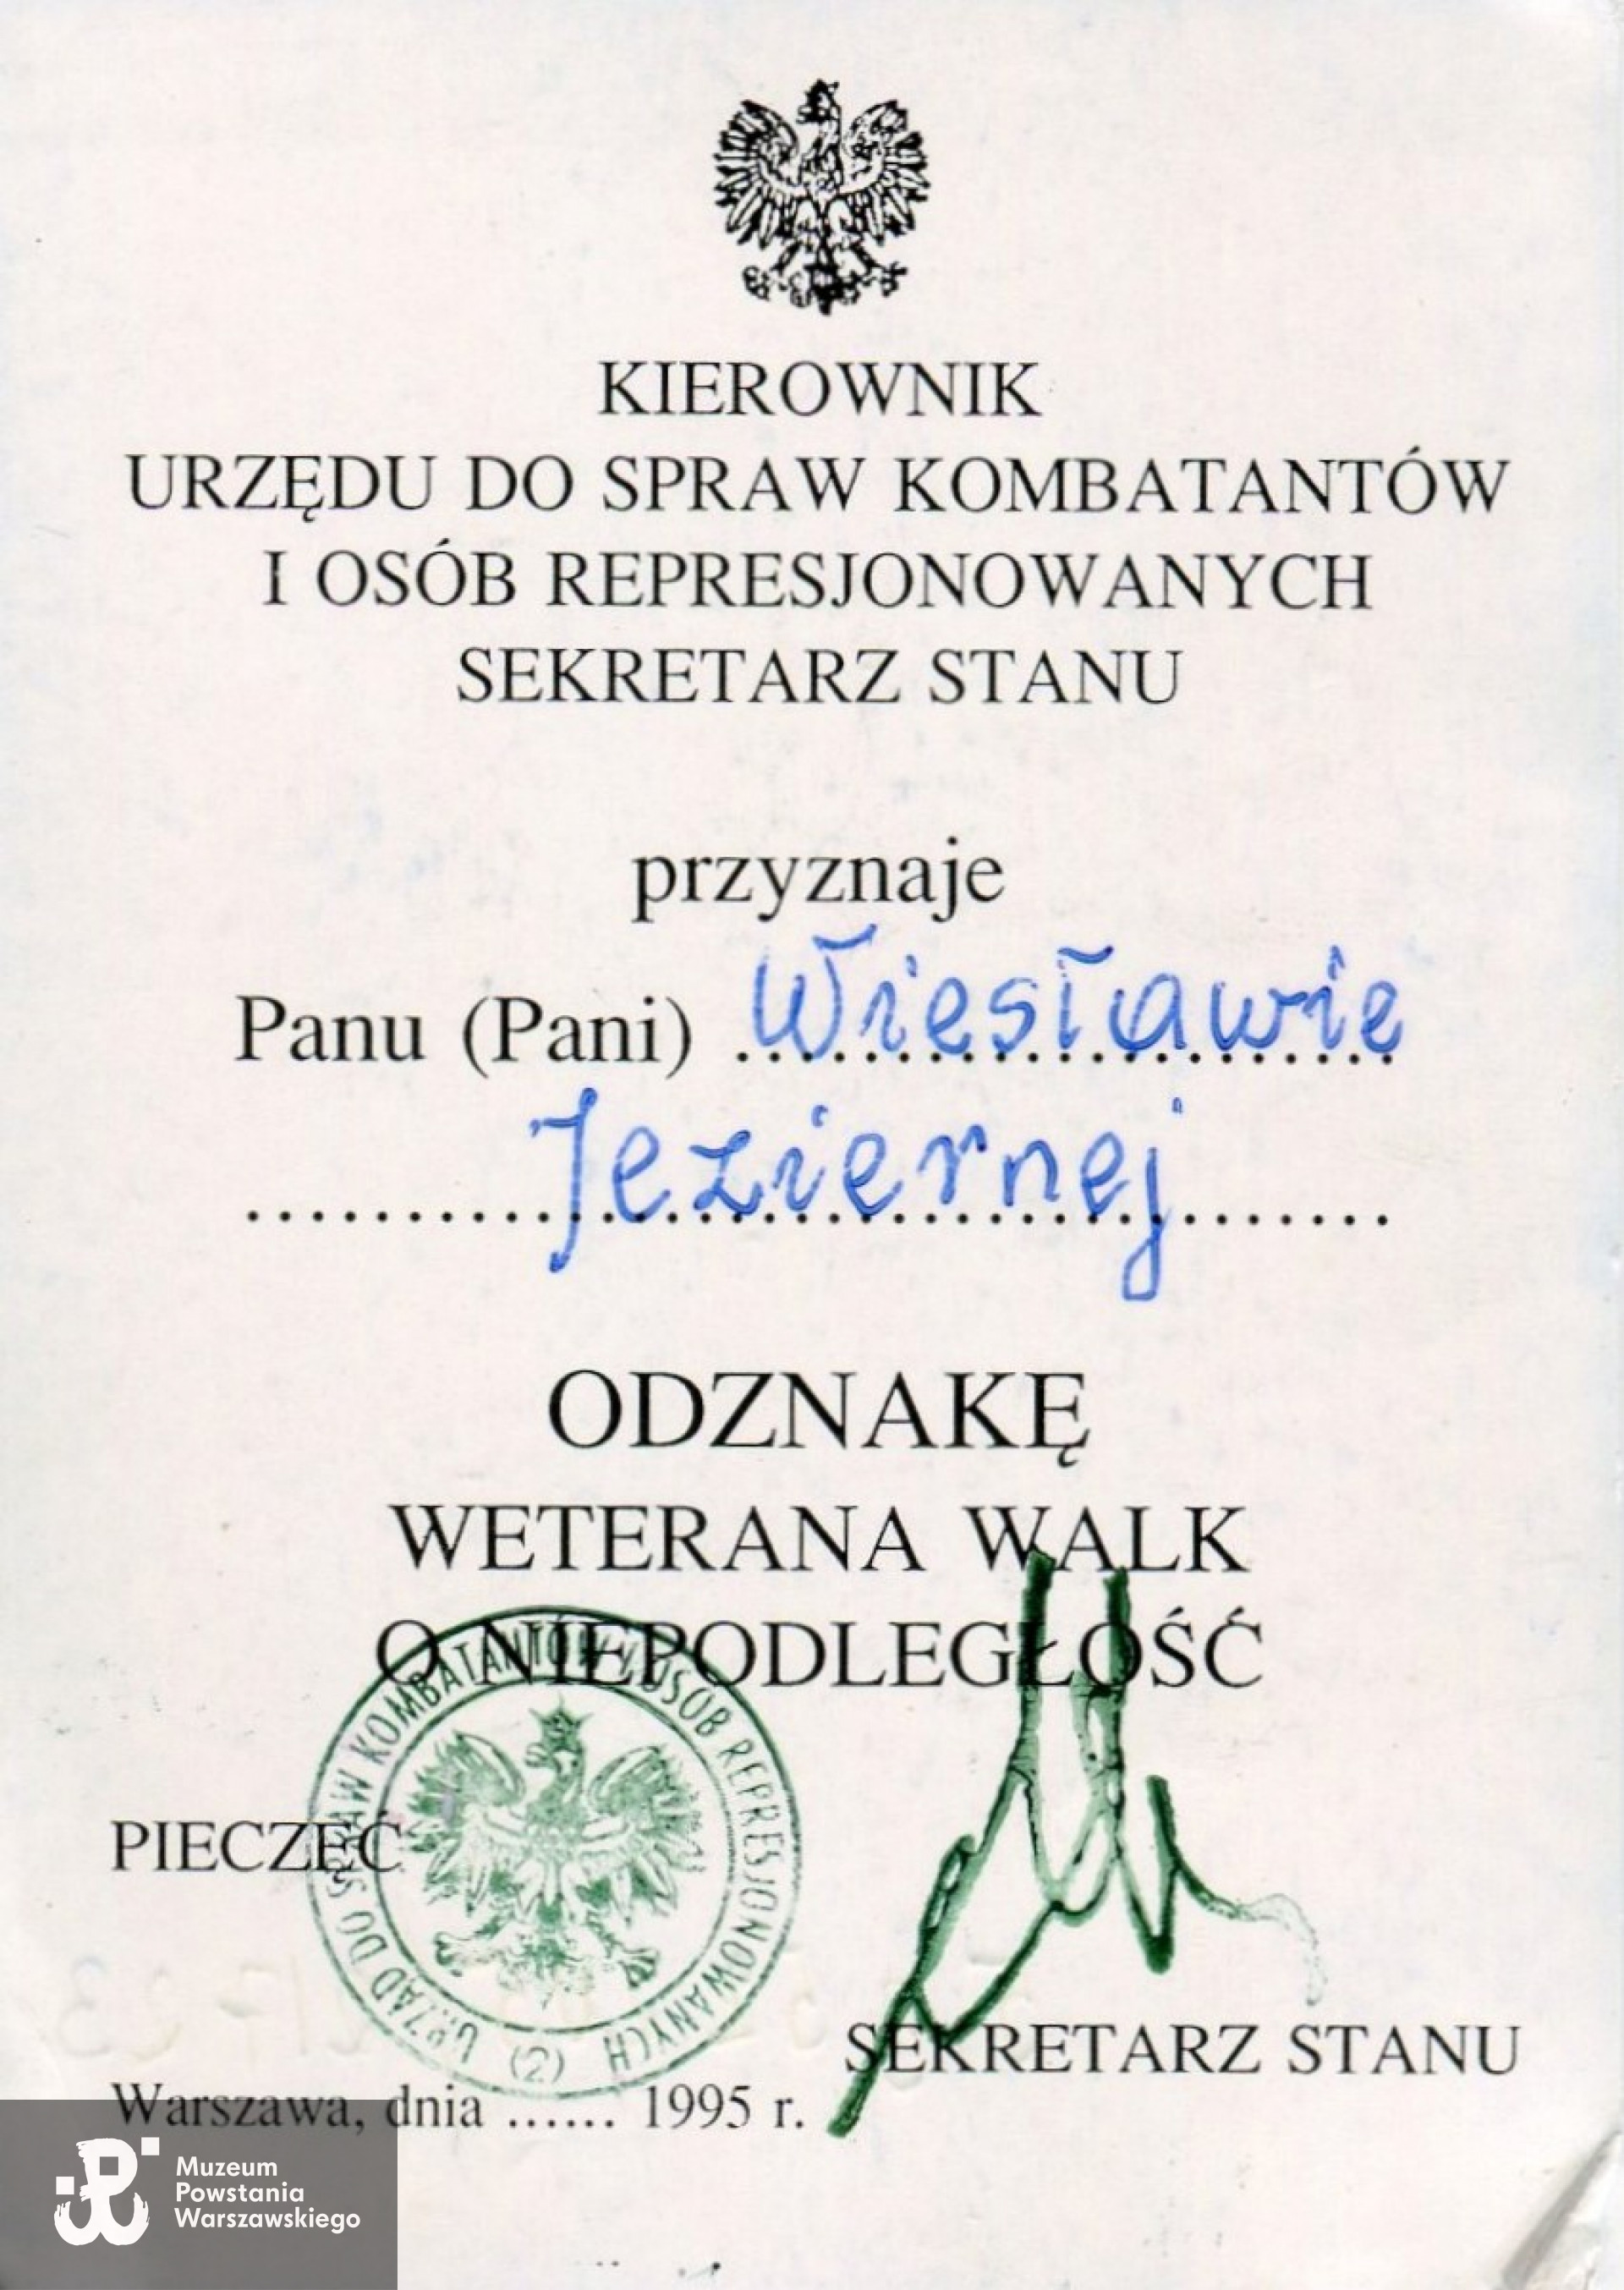 KIEROWNIK
URZĘDU DO SPRAW KOMBATANTÓW
I OSÓB REPRESJONOWANYCH
SEKRETARZ STANU
przyznaje
Panu (Pani) Wiesławie
Jeziernej
ODZNAKĘ
WETERANA WALK
O NIEPODLEGŁOŚĆ
PIECZĘĆ
URZĄD DO SPRAW KOMBATANTÓW I OSÓB REPRESJONOWANYCH (2)
SEKRETARZ STANU
Warszawa, dnia ...... 1995 r.
Muzeum
Powstania
Warszawskiego